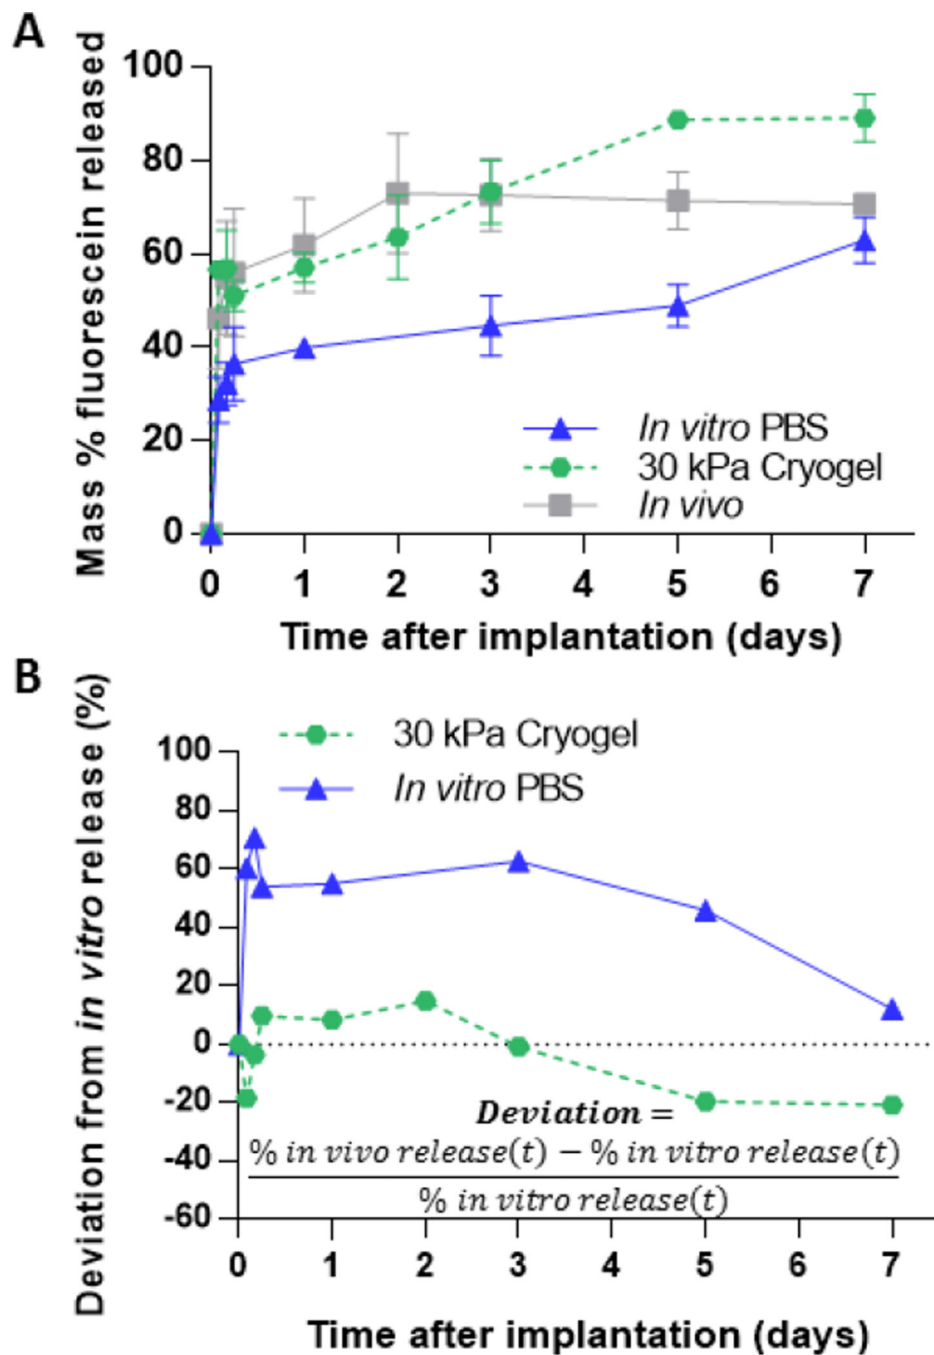 A
Mass % fluorescein released
100
80
60
40
20
0
In vitro PBS
30 kPa Cryogel
In vivo
0 1 2 3 4 5 6 7
Time after implantation (days)
B
Deviation from in vitro release (%)
30 kPa Cryogel
In vitro PBS
100
80
60
40
20
0
-20
-40
-60
Deviation =
% in vivo release(t) − % in vitro release(t)
% in vitro release(t)
0 1 2 3 4 5 6 7
Time after implantation (days)